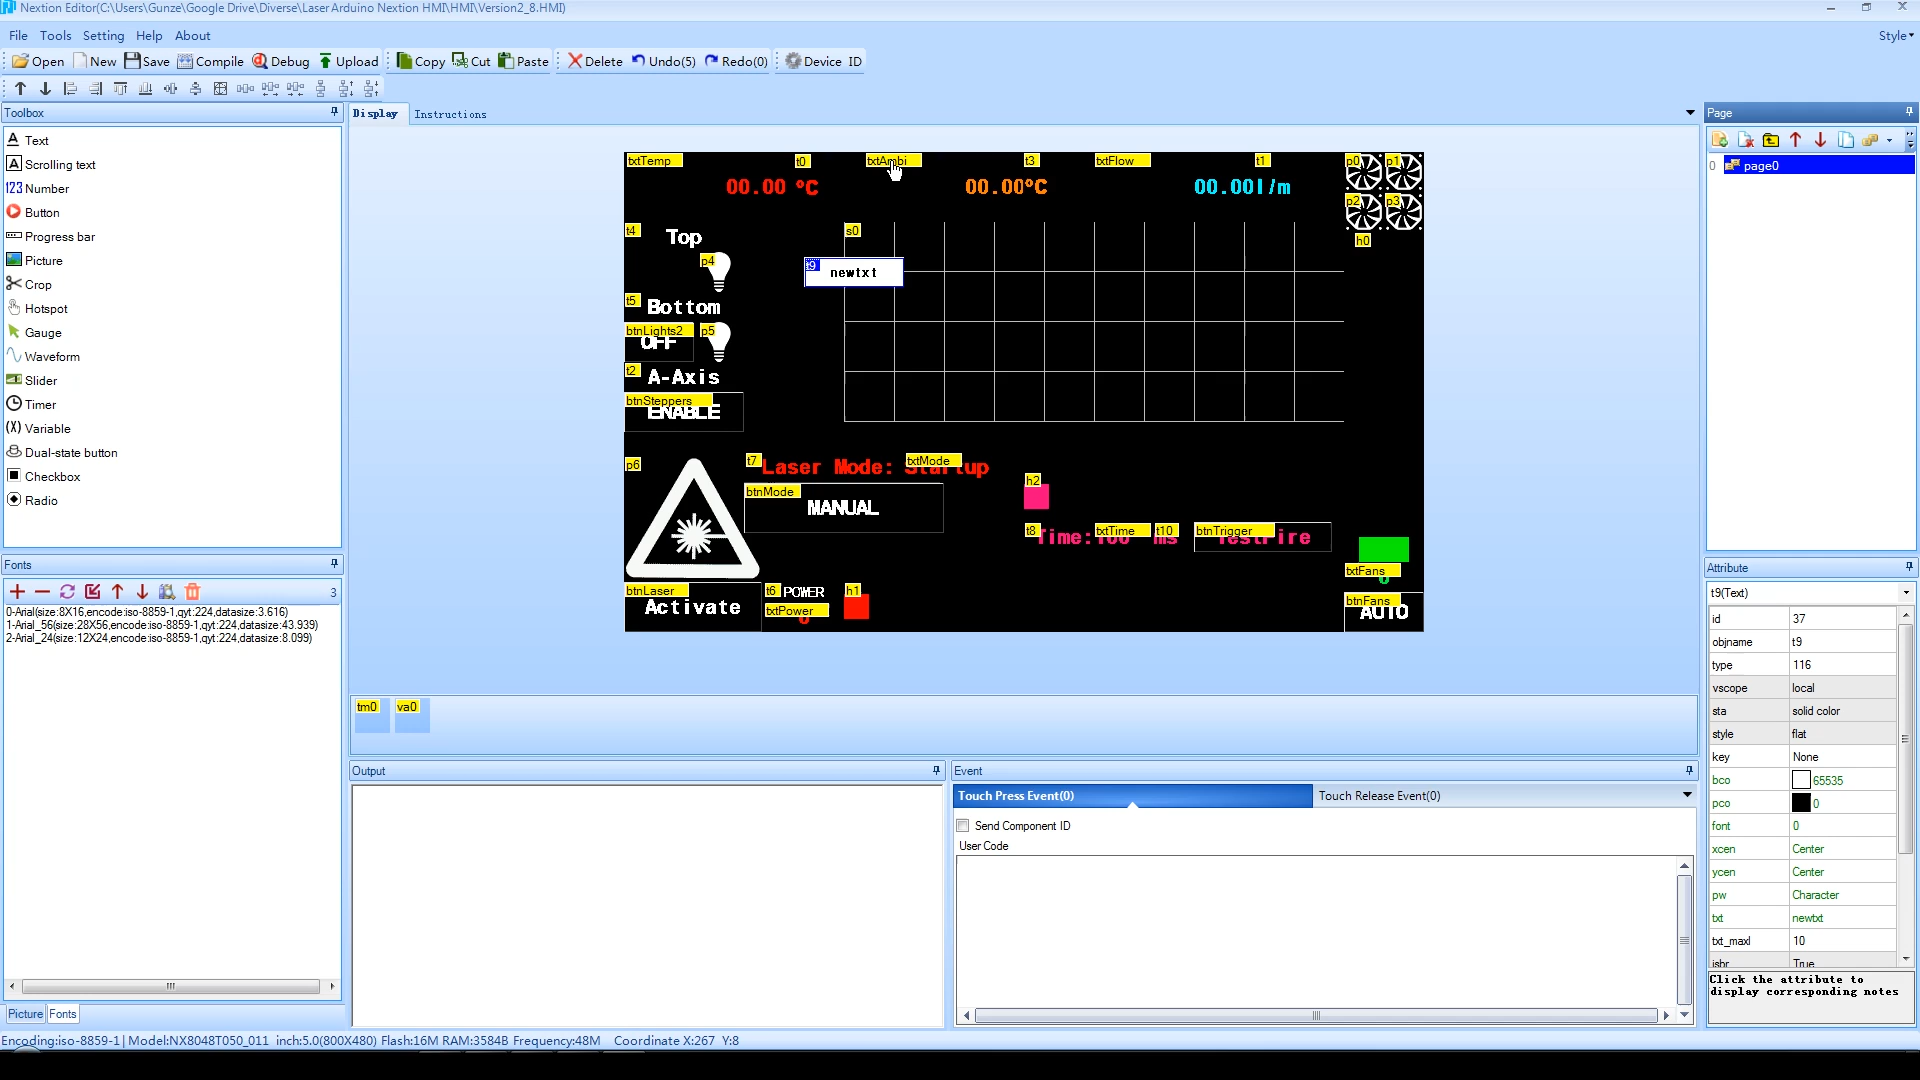 Nextion Editor(C:\Users\Gunze\Google Drive\Diverse\LaserArduino Nextion HMI\HMI\Version2_8.HMI)
File Tools Setting Help About
Style
Open New Save Compile Debug Upload Copy Cut Paste Delete Undo(5) Redo(0) Device ID
Toolbox
Text
Scrolling text
123 Number
Button
Progress bar
Picture
Crop
Hotspot
Gauge
Waveform
Slider
Timer
(X) Variable
Dual-state button
Checkbox
Radio
Fonts
3
0-Arial(size:8X16,encode:iso-8859-1,qyt:224,datasize:3.616)
1-Arial_56(size:28X56,encode:iso-8859-1,qyt:224,datasize:43.939)
2-Arial_24(size:12X24,encode:iso-8859-1,qyt:224,datasize:8.099)
Picture Fonts
Display Instructions
txtTemp t0 txtAmbi t3 txtFlow t1 p0 p1
00.00 °C 00.00°C 00.00l/m
p2 p3
h0
t4 Top s0
p4
t9 newtxt
t5 Bottom
btnLights2 p5
OFF
t2 A-Axis
btnSteppers
ENABLE
p6 t7 Laser Mode: txtMode
btnMode h2
MANUAL
t8 Time: txtTime t10 ms btnTrigger
txtFans
btnLaser t6 POWER h1
Activate txtPower
btnFans
AUTO
tm0 va0
Output
Event
Touch Press Event(0) Touch Release Event(0)
Send Component ID
User Code
Page
0 page0
Attribute
t9(Text)
id 37
objname t9
type 116
vscope local
sta solid color
style flat
key None
bco 65535
pco 0
font 0
xcen Center
ycen Center
pw Character
txt newtxt
txt_maxl 10
isbr True
Click the attribute to
display corresponding notes
Encoding:iso-8859-1| Model:NX8048T050_011 inch:5.0(800X480) Flash:16M RAM:3584B Frequency:48M Coordinate X:267 Y:8